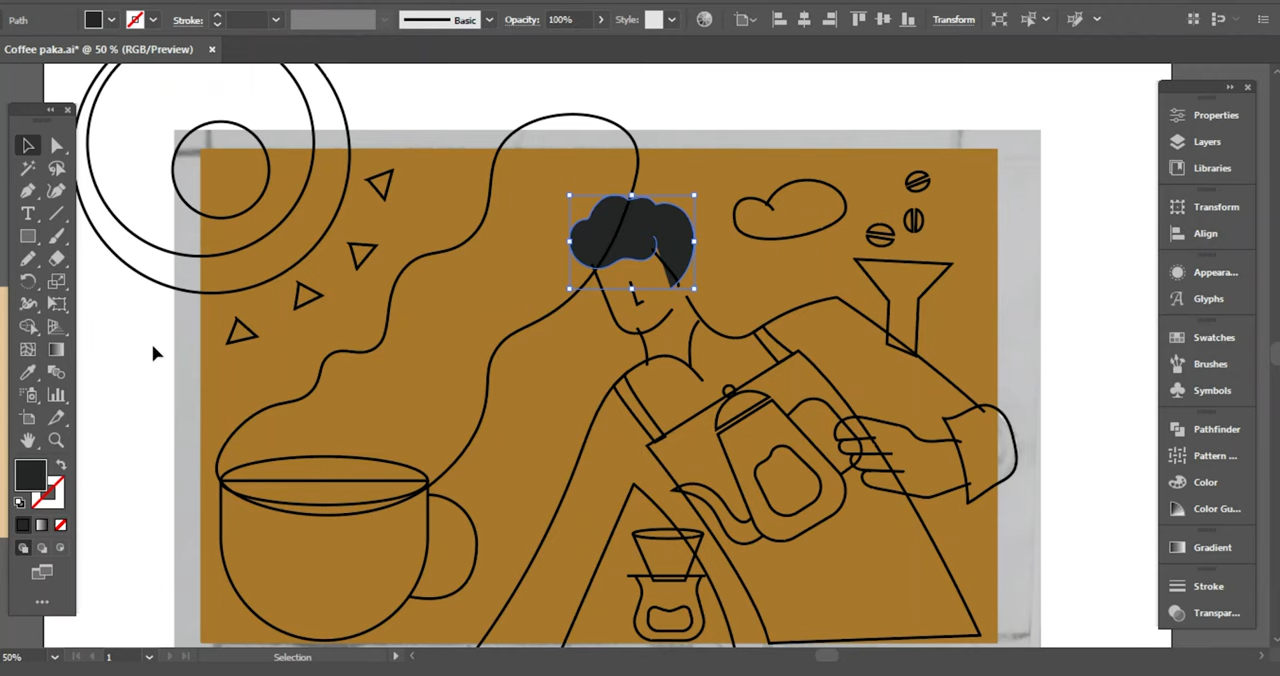 Path
Stroke:
Basic
Opacity: 100%
Style:
Transform
Coffee paka.ai* @ 50 % (RGB/Preview)
Properties
Layers
Libraries
Transform
Align
Appeara...
Glyphs
Swatches
Brushes
Symbols
Pathfinder
Pattern ...
Color
Color Gu...
Gradient
Stroke
Transpar...
50%
1
Selection